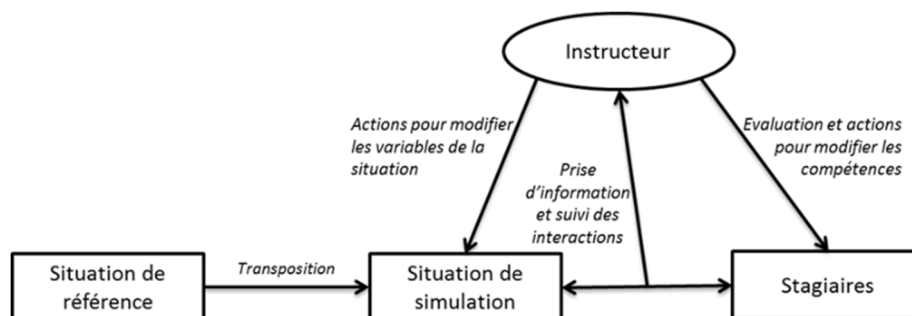 Instructeur
Actions pour modifier
les variables de la
situation
Evaluation et actions
pour modifier les
compétences
Prise
d'information
et suivi des
interactions
Situation de
référence
Transposition
Situation de
simulation
Stagiaires